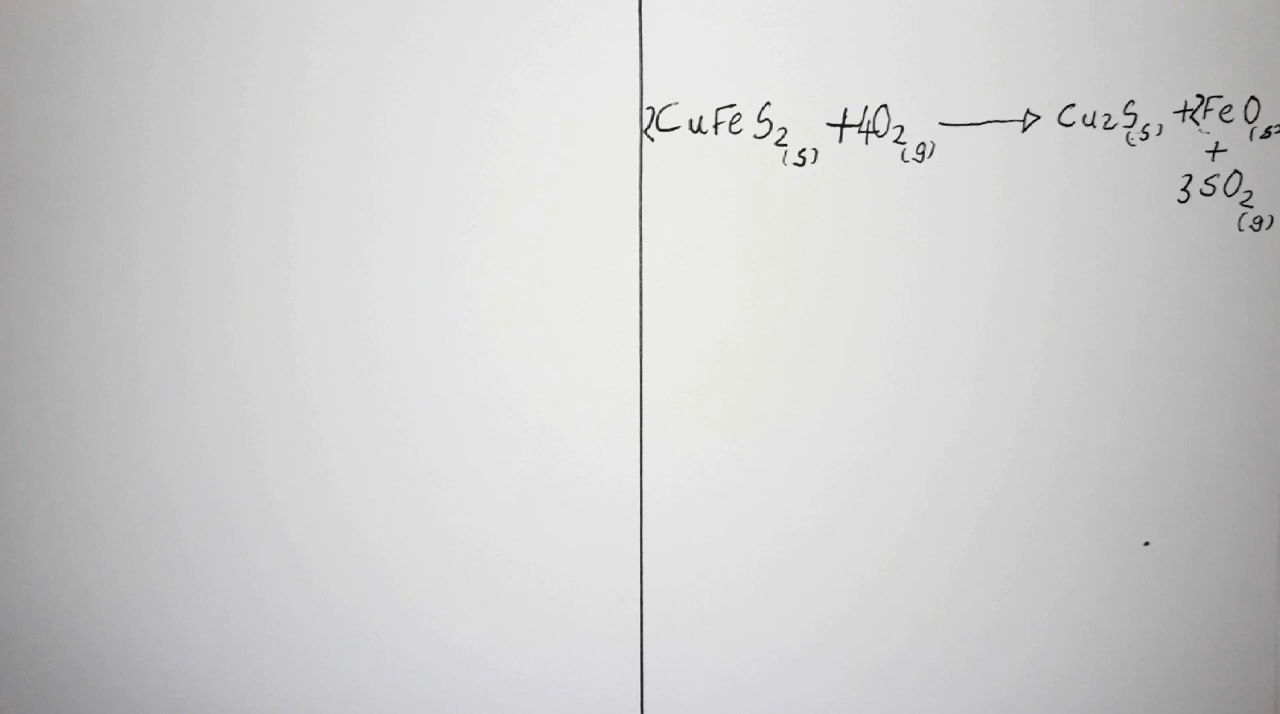 2CuFeS2(s) +4O2(g) → Cu2S(s) +2FeO(s)
+
3SO2(g)